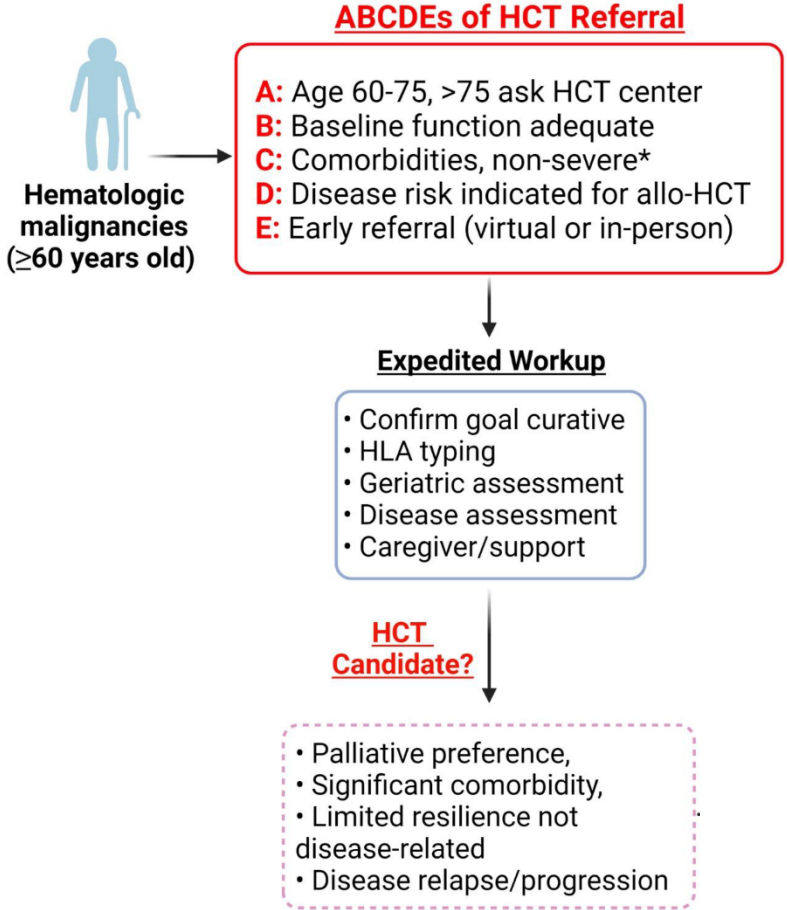 ABCDEs of HCT Referral
A: Age 60-75, >75 ask HCT center
B: Baseline function adequate
C: Comorbidities, non-severe*
D: Disease risk indicated for allo-HCT
E: Early referral (virtual or in-person)
Hematologic
malignancies
(≥60 years old)
Expedited Workup
• Confirm goal curative
• HLA typing
• Geriatric assessment
• Disease assessment
• Caregiver/support
HCT
Candidate?
• Palliative preference,
• Significant comorbidity,
• Limited resilience not
disease-related
• Disease relapse/progression